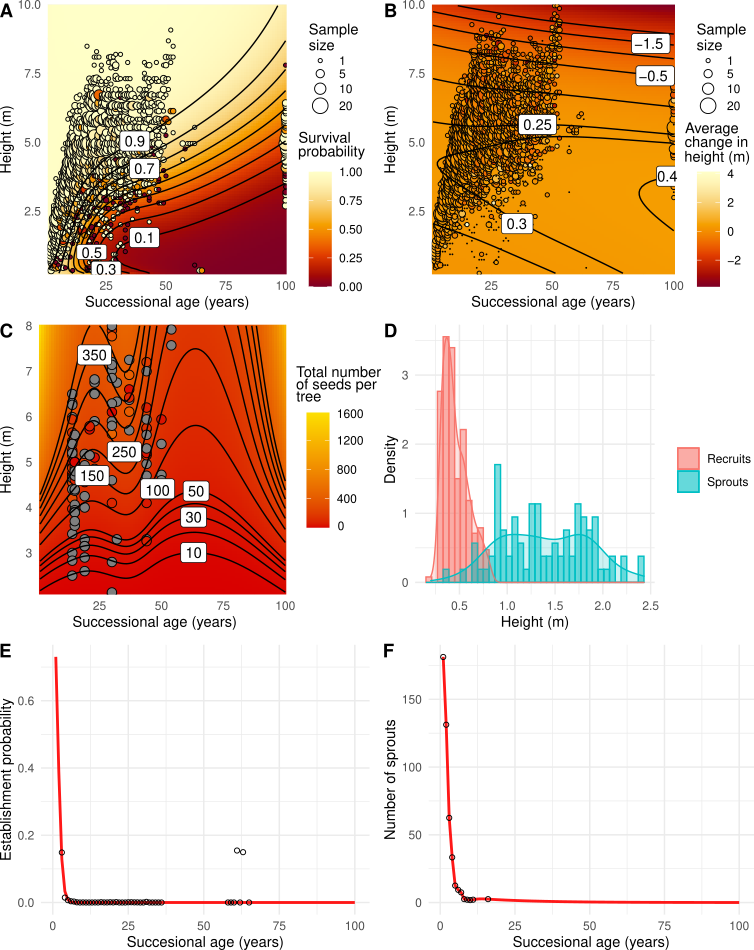 A
10.0
7.5
5.0
2.5
Height (m)
0.9
0.7
0.1
0.5
0.3
25
50
75
100
Successional age (years)
Sample
size
1
5
10
20
Survival
probability
1.00
0.75
0.50
0.25
0.00
B
10.0
7.5
5.0
2.5
Height (m)
−1.5
−0.5
0.25
0.4
0.3
25
50
75
100
Successional age (years)
Sample
size
1
5
10
20
Average
change in
height (m)
4
2
0
−2
C
8
7
6
5
4
3
Height (m)
350
250
150
100
50
30
10
25
50
75
100
Successional age (years)
Total number
of seeds per
tree
1600
1200
800
400
0
D
3
2
1
0
Density
0.5
1.0
1.5
2.0
2.5
Height (m)
Recruits
Sprouts
E
0.6
0.4
0.2
0.0
Establishment probability
0
25
50
75
100
Succesional age (years)
F
150
100
50
0
Number of sprouts
0
25
50
75
100
Succesional age (years)